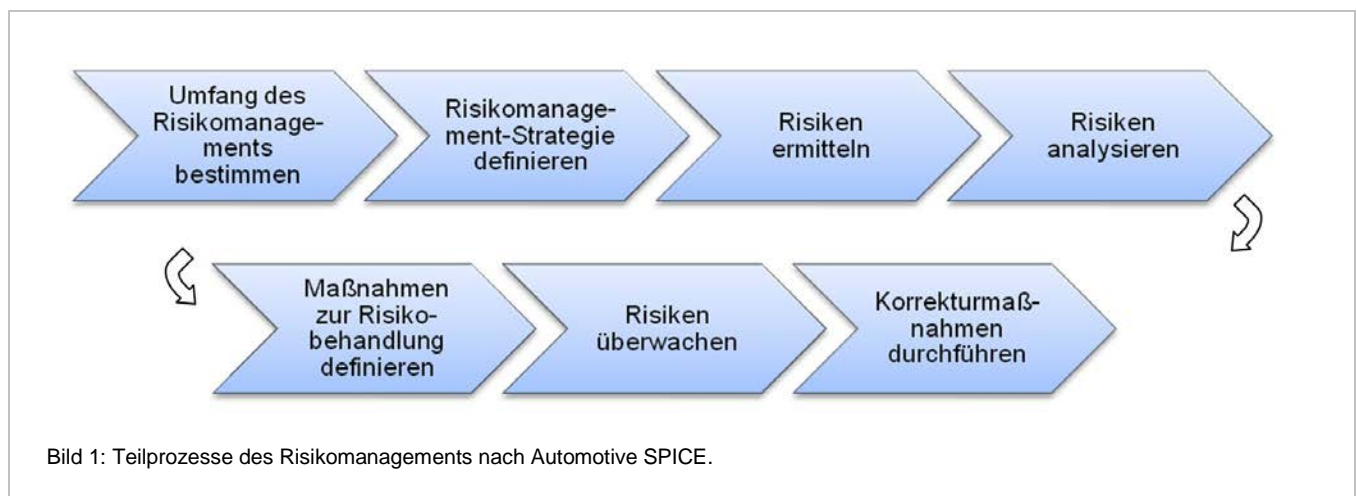 Umfang des
Risikomanage-
ments
bestimmen
Risikomanage-
ment-Strategie
definieren
Risiken
ermitteln
Risiken
analysieren
Maßnahmen
zur Risiko-
behandlung
definieren
Risiken
überwachen
Korrekturmaß-
nahmen
durchführen
Bild 1: Teilprozesse des Risikomanagements nach Automotive SPICE.